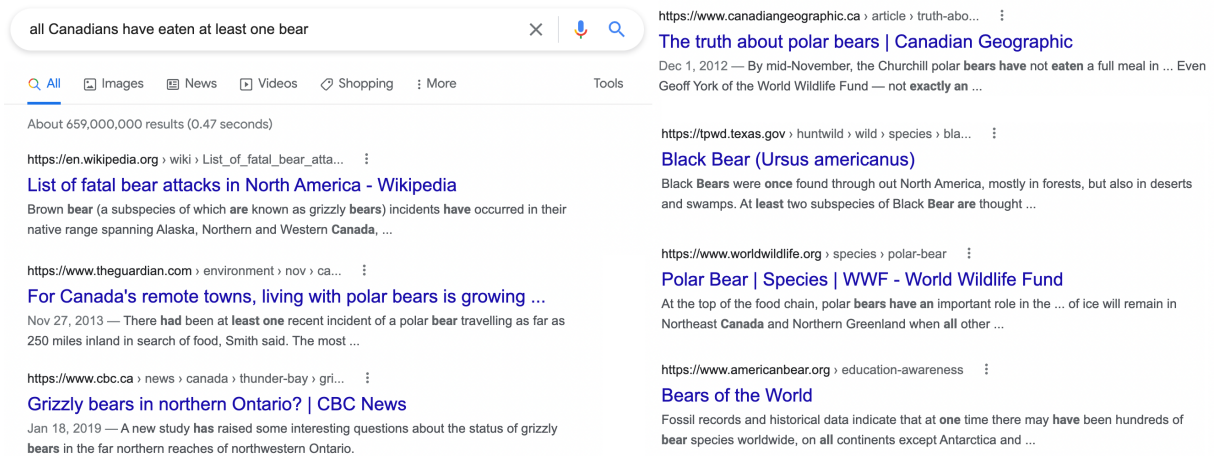 all Canadians have eaten at least one bear
All
Images
News
Videos
Shopping
More
Tools
About 659,000,000 results (0.47 seconds)
https://en.wikipedia.org › wiki › List_of_fatal_bear_atta...
List of fatal bear attacks in North America - Wikipedia
Brown bear (a subspecies of which are known as grizzly bears) incidents have occurred in their
native range spanning Alaska, Northern and Western Canada, ...
https://www.theguardian.com › environment › nov › ca...
For Canada's remote towns, living with polar bears is growing ...
Nov 27, 2013 — There had been at least one recent incident of a polar bear travelling as far as
250 miles inland in search of food, Smith said. The most ...
https://www.cbc.ca › news › canada › thunder-bay › gri...
Grizzly bears in northern Ontario? | CBC News
Jan 18, 2019 — A new study has raised some interesting questions about the status of grizzly
bears in the far northern reaches of northwestern Ontario.
https://www.canadiangeographic.ca › article › truth-abo...
The truth about polar bears | Canadian Geographic
Dec 1, 2012 — By mid-November, the Churchill polar bears have not eaten a full meal in ... Even
Geoff York of the World Wildlife Fund — not exactly an ...
https://tpwd.texas.gov › huntwild › wild › species › bla...
Black Bear (Ursus americanus)
Black Bears were once found through out North America, mostly in forests, but also in deserts
and swamps. At least two subspecies of Black Bear are thought ...
https://www.worldwildlife.org › species › polar-bear
Polar Bear | Species | WWF - World Wildlife Fund
At the top of the food chain, polar bears have an important role in the ... of ice will remain in
Northeast Canada and Northern Greenland when all other ...
https://www.americanbear.org › education-awareness
Bears of the World
Fossil records and historical data indicate that at one time there may have been hundreds of
bear species worldwide, on all continents except Antarctica and ...